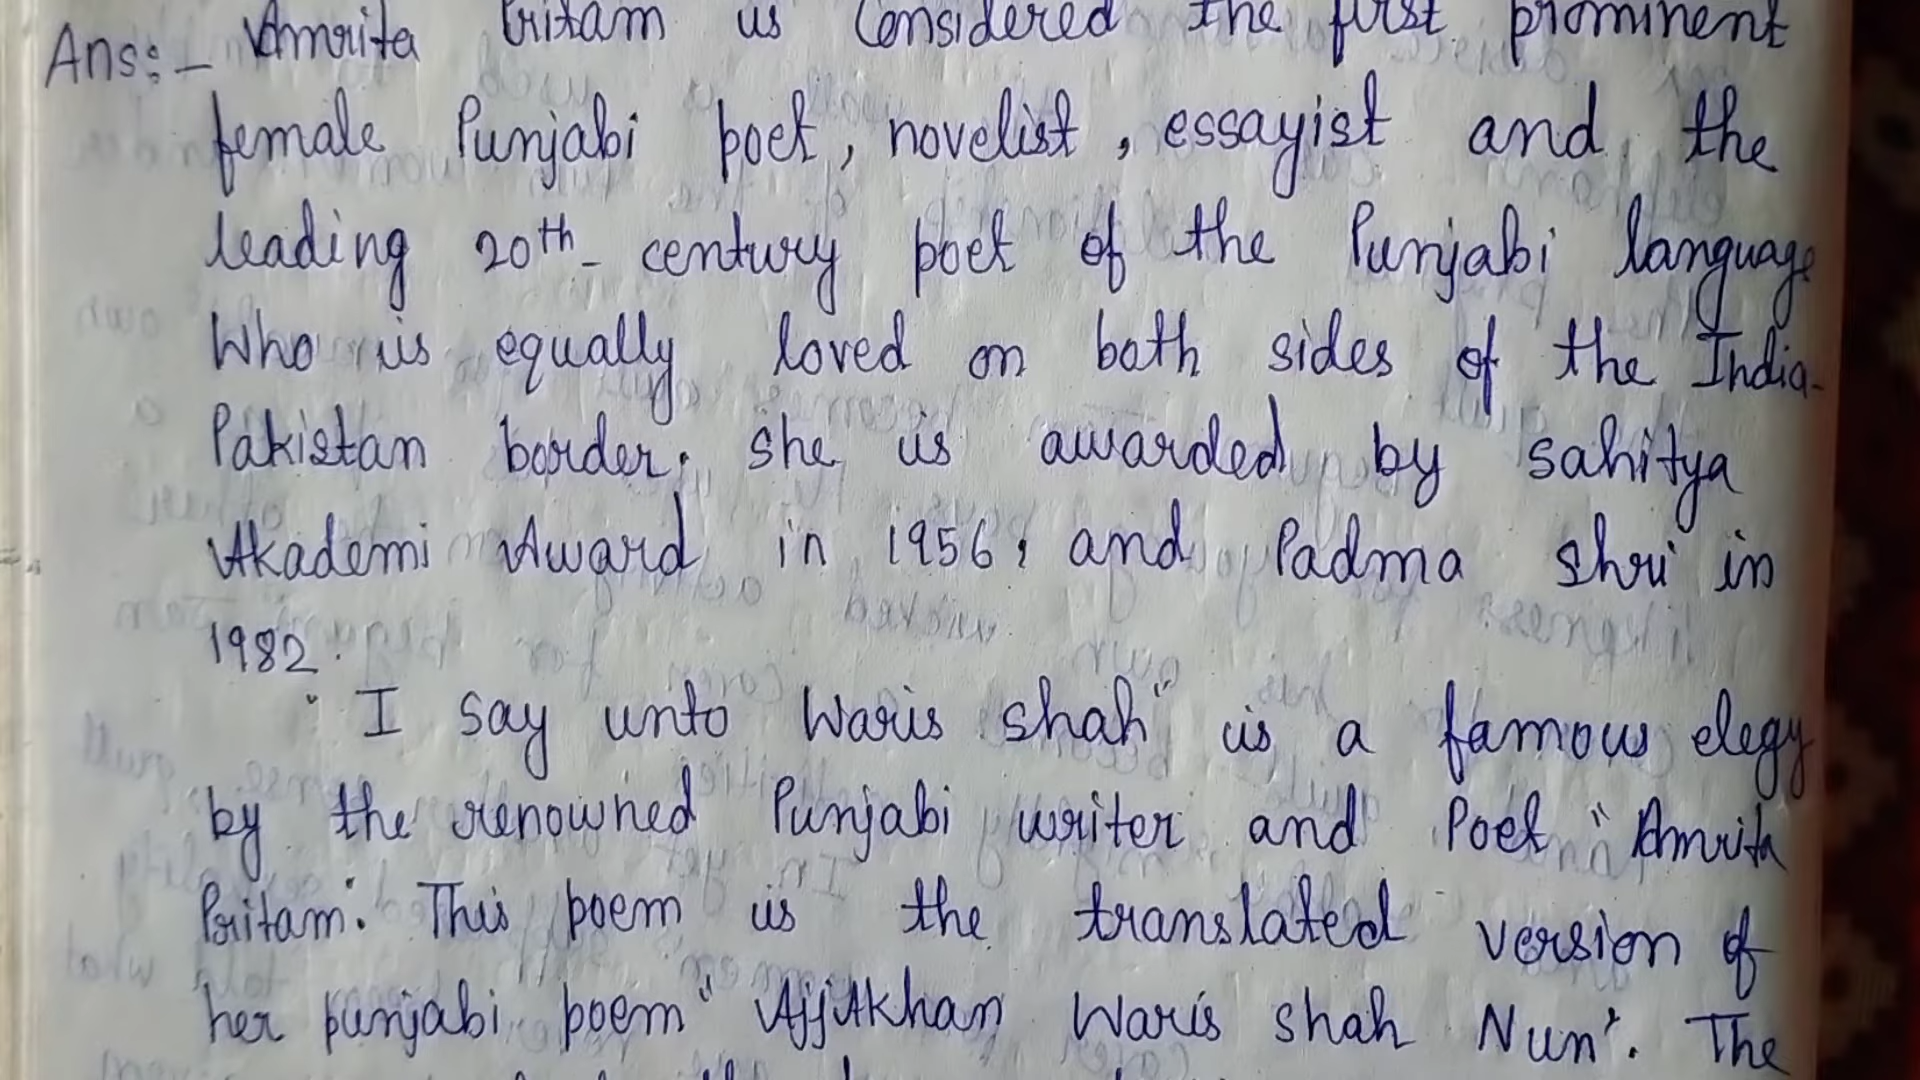 Ans:- Amrita Pritam is Considered the first prominent
female Punjabi poet, novelist, essayist and the
leading 20th- century poet of the Punjabi language
Who is equally loved on both sides of the India-
Pakistan border. she is awarded by Sahitya
Akademi Award in 1956, and Padma Shri in
1982.
"I say unto Waris Shah" is a famous elegy
by the renowned Punjabi writer and Poet "Amrita
Pritam". This poem is the translated version of
her punjabi poem "AjjAkhan Waris Shah Nun". The